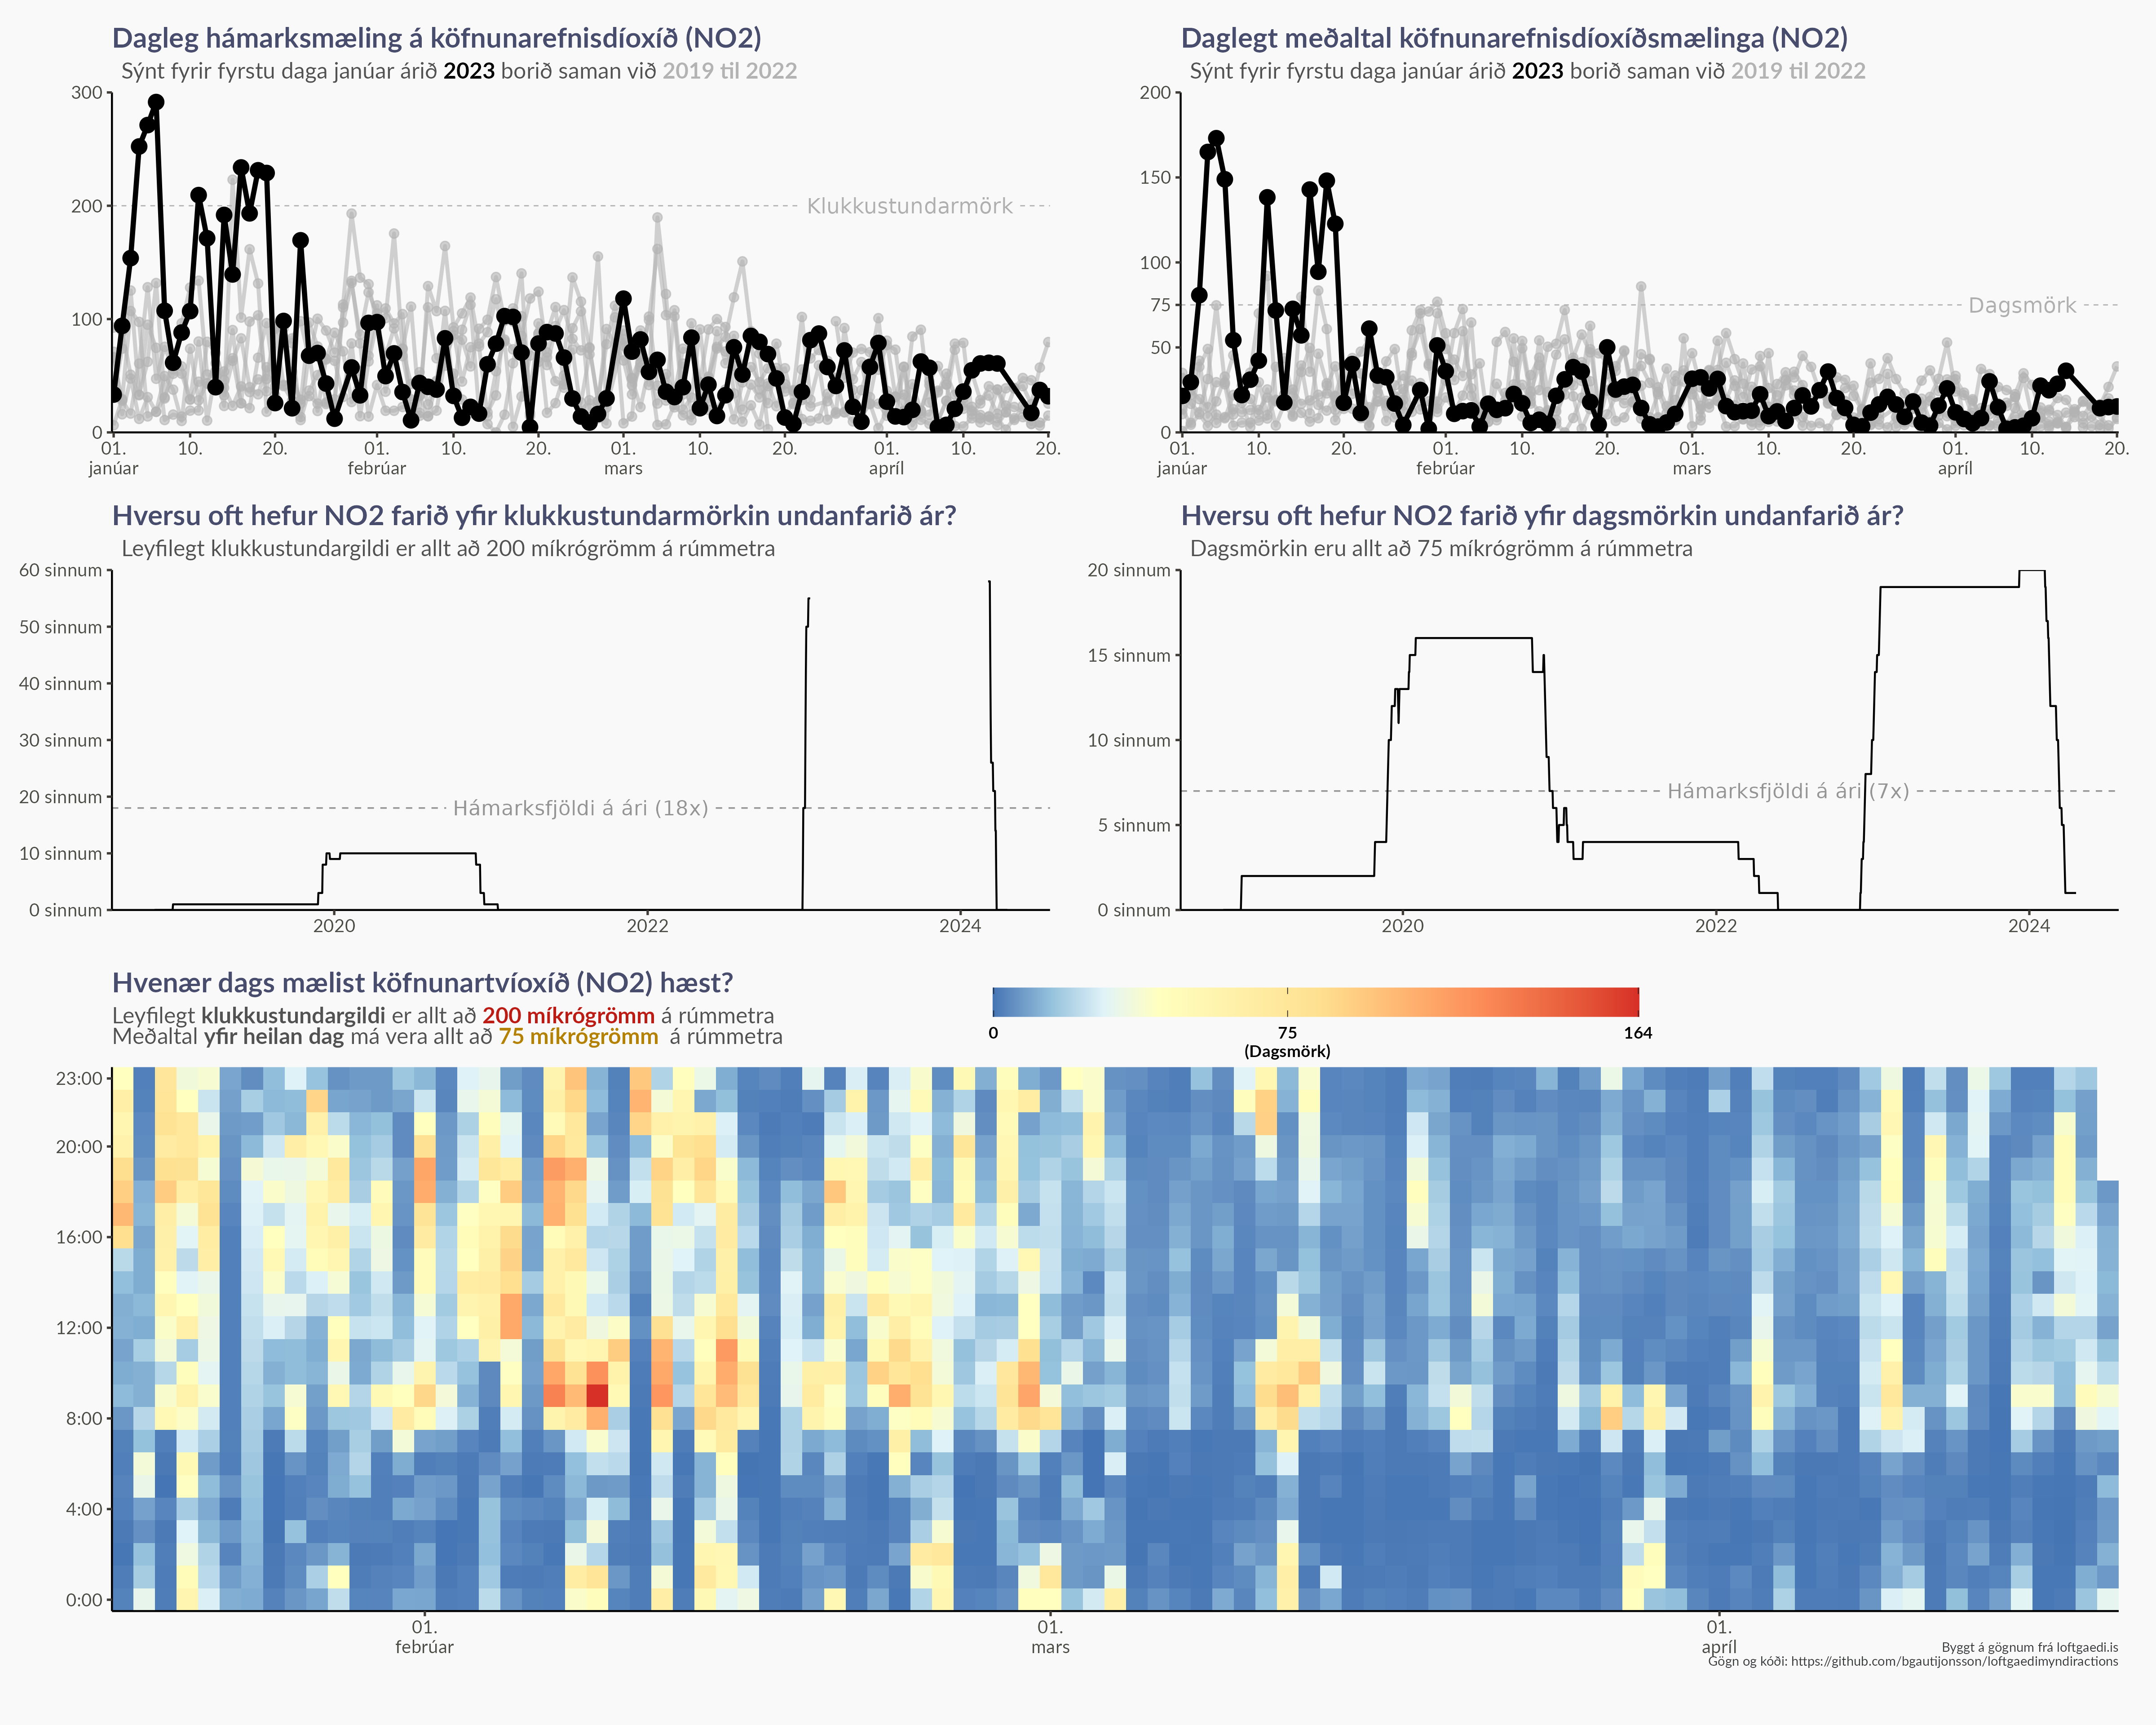 Dagleg hámarksmæling á köfnunarefnisdíoxíð (NO2)
Sýnt fyrir fyrstu daga janúar árið 2023 borið saman við 2019 til 2022
300
200
100
0
Klukkustundarmörk
01. 10. 20. 01. 10. 20. 01. 10. 20. 01. 10. 20.
janúar febrúar mars apríl
Daglegt meðaltal köfnunarefnisdíoxíðsmælinga (NO2)
Sýnt fyrir fyrstu daga janúar árið 2023 borið saman við 2019 til 2022
200
150
100
75
50
0
Dagsmörk
01. 10. 20. 01. 10. 20. 01. 10. 20. 01. 10. 20.
janúar febrúar mars apríl
Hversu oft hefur NO2 farið yfir klukkustundarmörkin undanfarið ár?
Leyfilegt klukkustundargildi er allt að 200 míkrógrömm á rúmmetra
60 sinnum
50 sinnum
40 sinnum
30 sinnum
20 sinnum
10 sinnum
0 sinnum
Hámarksfjöldi á ári (18x)
2020 2022 2024
Hversu oft hefur NO2 farið yfir dagsmörkin undanfarið ár?
Dagsmörkin eru allt að 75 míkrógrömm á rúmmetra
20 sinnum
15 sinnum
10 sinnum
5 sinnum
0 sinnum
Hámarksfjöldi á ári (7x)
2020 2022 2024
Hvenær dags mælist köfnunartvíoxíð (NO2) hæst?
Leyfilegt klukkustundargildi er allt að 200 míkrógrömm á rúmmetra
Meðaltal yfir heilan dag má vera allt að 75 míkrógrömm á rúmmetra
0 75 164
(Dagsmörk)
23:00
20:00
16:00
12:00
8:00
4:00
0:00
01. 01. 01.
febrúar mars apríl
Byggt á gögnum frá loftgaedi.is
Gögn og kóði: https://github.com/bgautijonsson/loftgaedimyndiractions